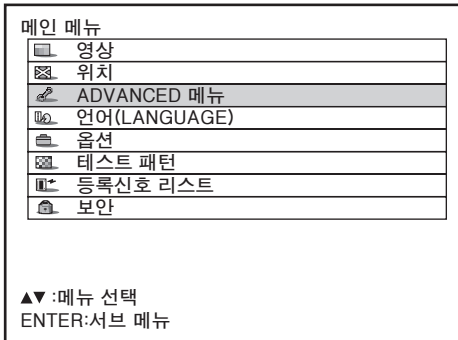 메인 메뉴
영상
위치
ADVANCED 메뉴
언어(LANGUAGE)
옵션
테스트 패턴
등록신호 리스트
보안
▲▼ :메뉴 선택
ENTER:서브 메뉴